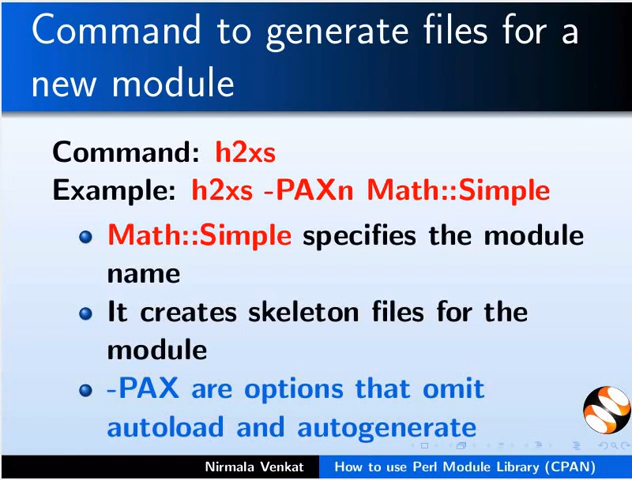 Command to generate files for a
new module
Command: h2xs
Example: h2xs -PAXn Math::Simple
Math::Simple specifies the module
name
It creates skeleton files for the
module
-PAX are options that omit
autoload and autogenerate
Nirmala Venkat How to use Perl Module Library (CPAN)